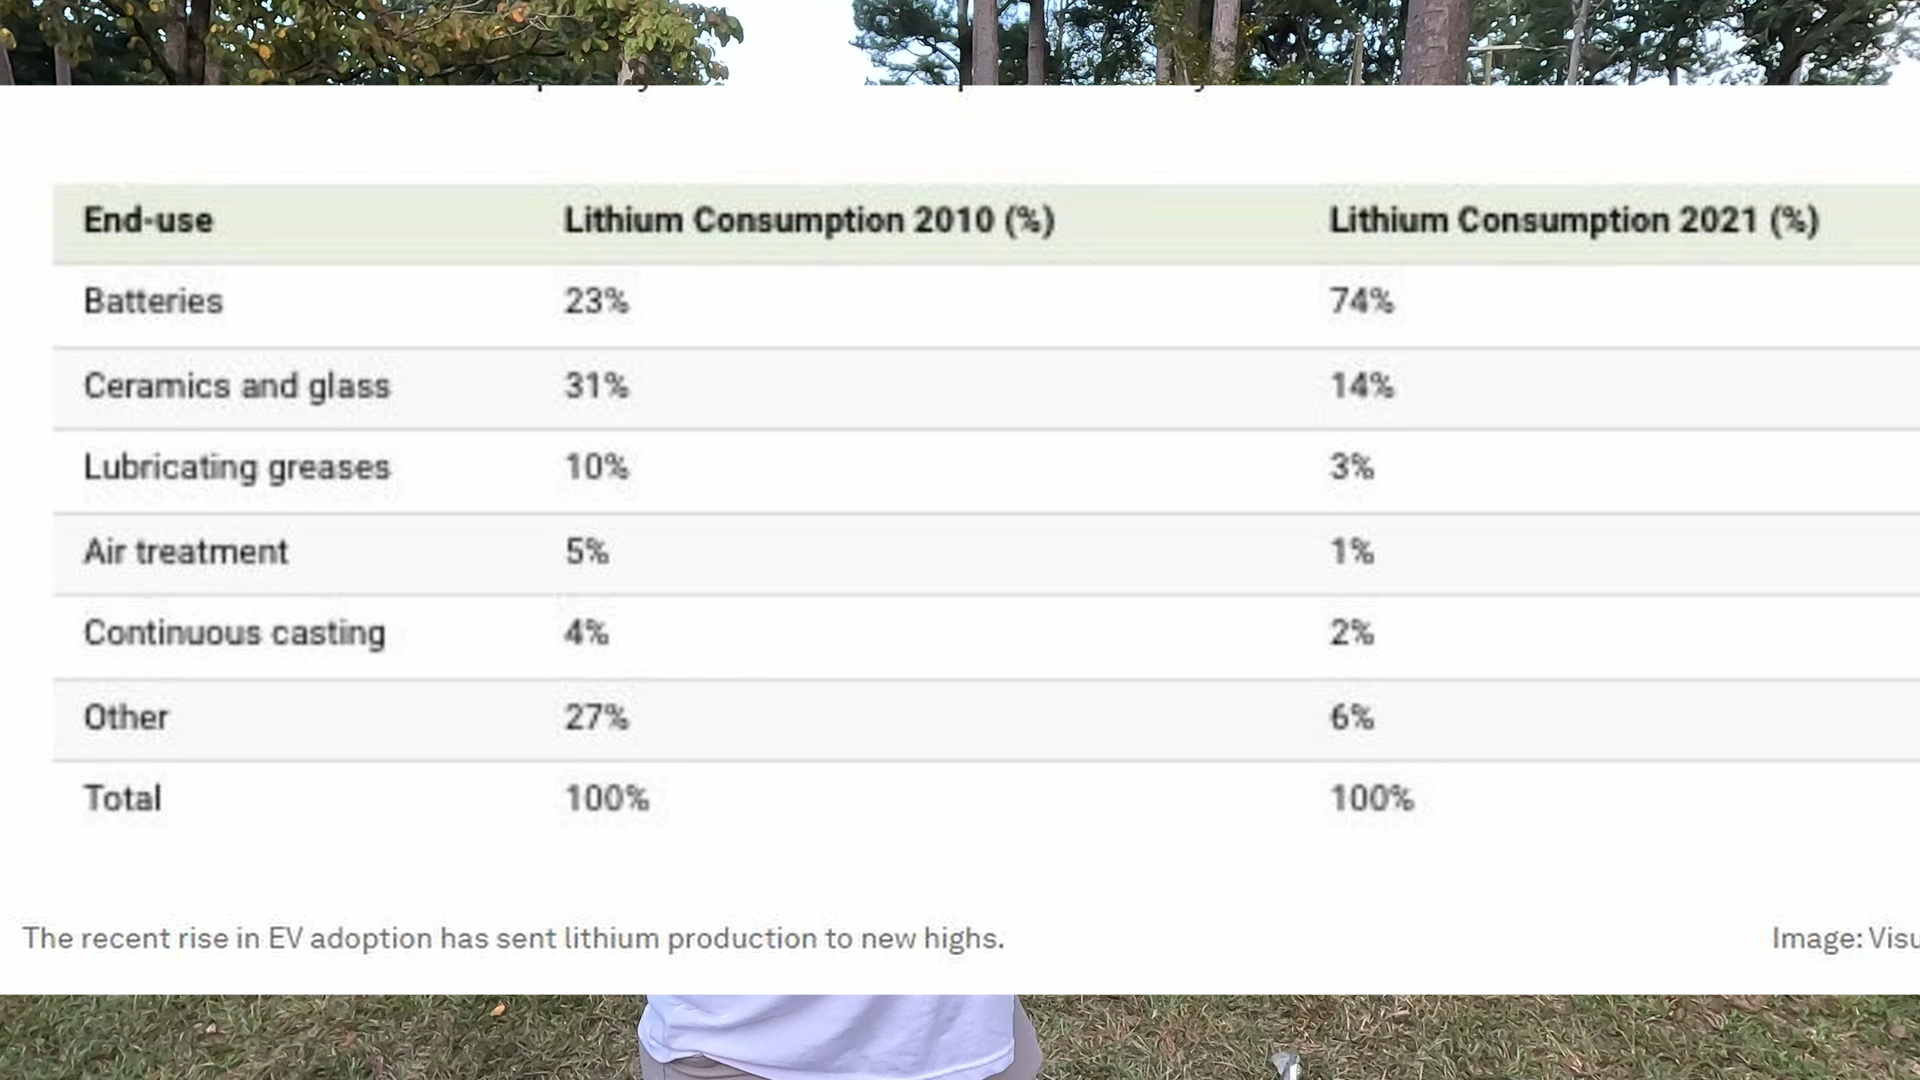 End-use Lithium Consumption 2010 (%) Lithium Consumption 2021 (%)
Batteries 23% 74%
Ceramics and glass 31% 14%
Lubricating greases 10% 3%
Air treatment 5% 1%
Continuous casting 4% 2%
Other 27% 6%
Total 100% 100%
The recent rise in EV adoption has sent lithium production to new highs. Image: